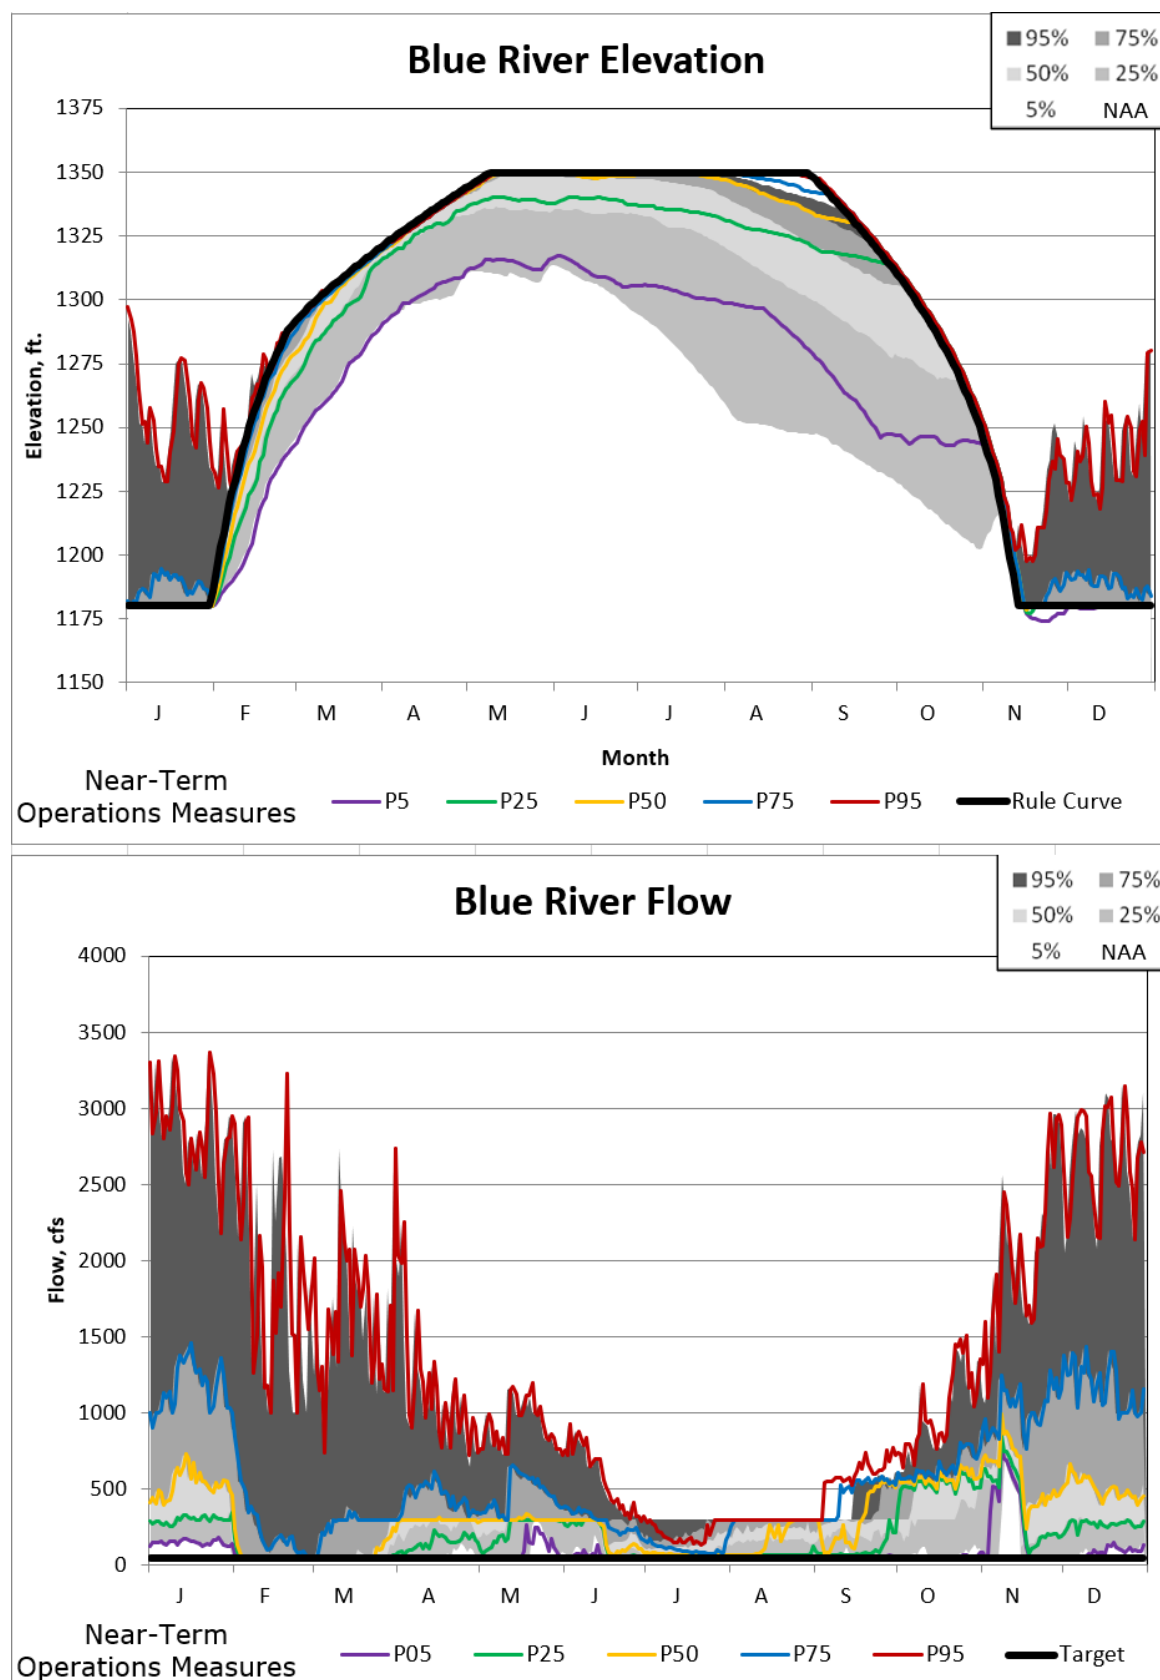 Blue River Elevation
95% 75%
50% 25%
5% NAA
1375
1350
1325
1300
1275
1250
1225
1200
1175
1150
Elevation, ft.
J F M A M J J A S O N D
Month
Near-Term
Operations Measures
P5 P25 P50 P75 P95 Rule Curve
Blue River Flow
95% 75%
50% 25%
5% NAA
4000
3500
3000
2500
2000
1500
1000
500
0
Flow, cfs
J F M A M J J A S O N D
Near-Term
Operations Measures
P05 P25 P50 P75 P95 Target